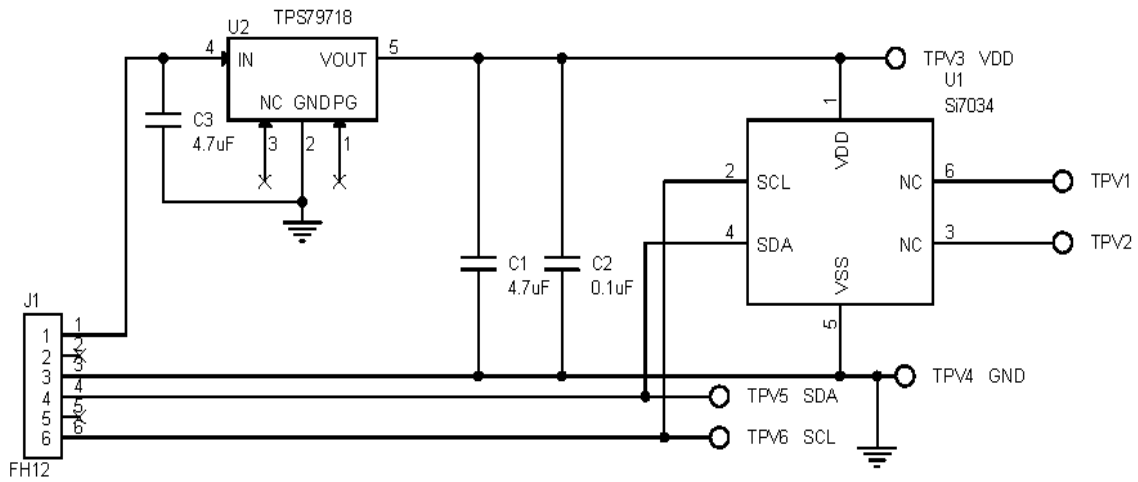 TPS79718
U2
4
IN
VOUT
5
NC
GND
PG
3
2
1
C3
4.7uF
TPV3 VDD
U1
Si7034
1
VDD
2
SCL
NC
6
TPV1
4
SDA
NC
3
TPV2
VSS
5
C1
4.7uF
C2
0.1uF
J1
1
1
2
2
3
3
4
4
5
5
6
6
FH12
TPV4 GND
TPV5 SDA
TPV6 SCL